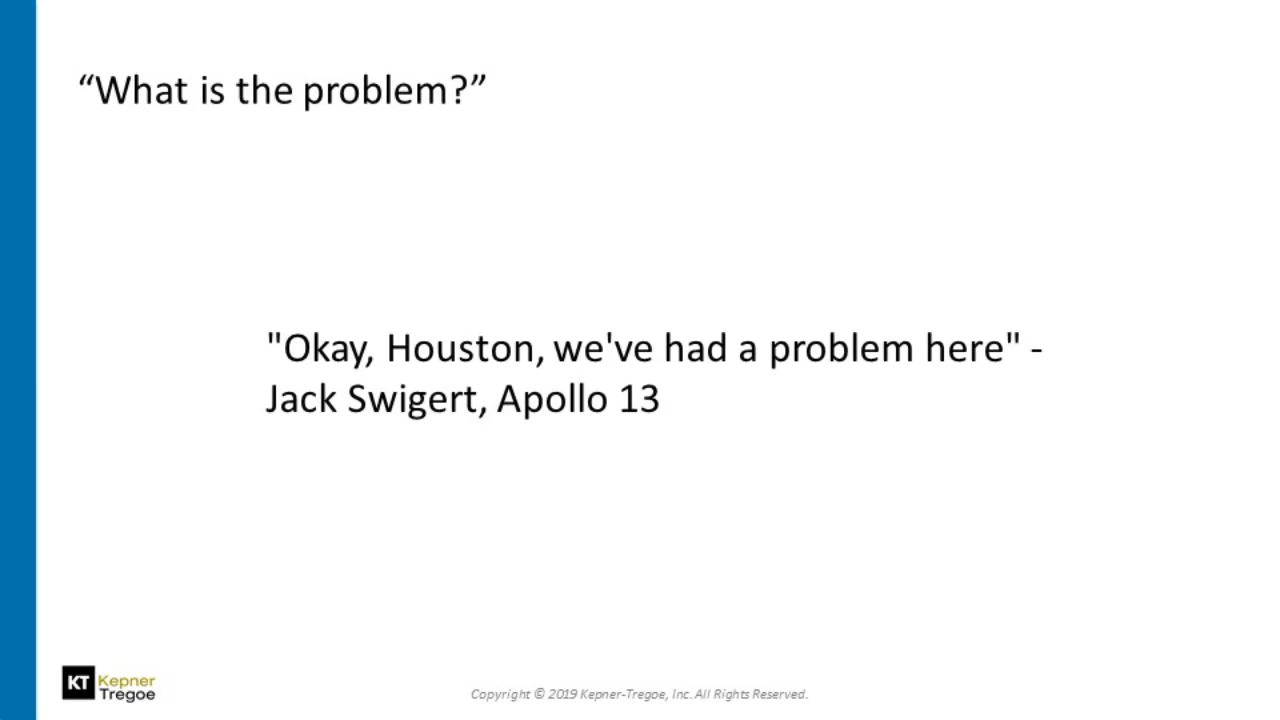 “What is the problem?”
"Okay, Houston, we've had a problem here" -
Jack Swigert, Apollo 13
KT Kepner
Tregoe
Copyright © 2019 Kepner-Tregoe, Inc. All Rights Reserved.